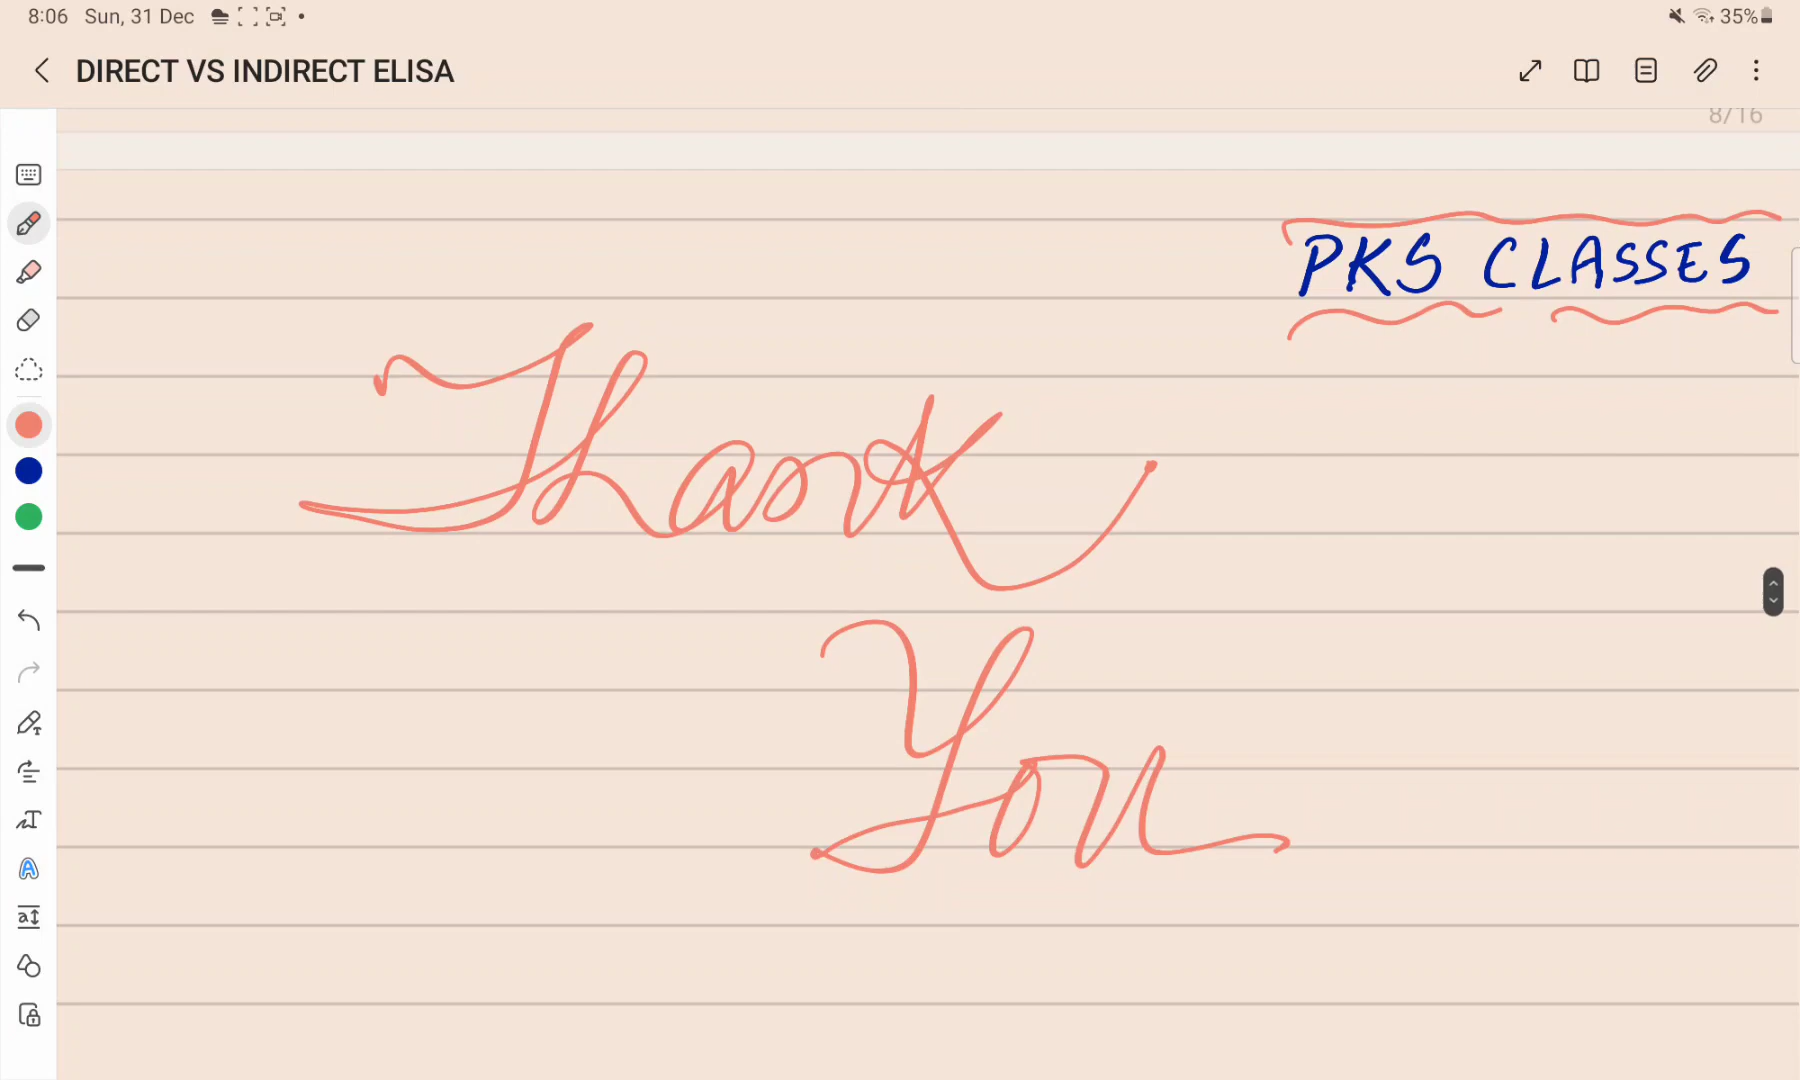 8:06 Sun, 31 Dec
35%
DIRECT VS INDIRECT ELISA
8/16
PKS CLASSES
Thank
You